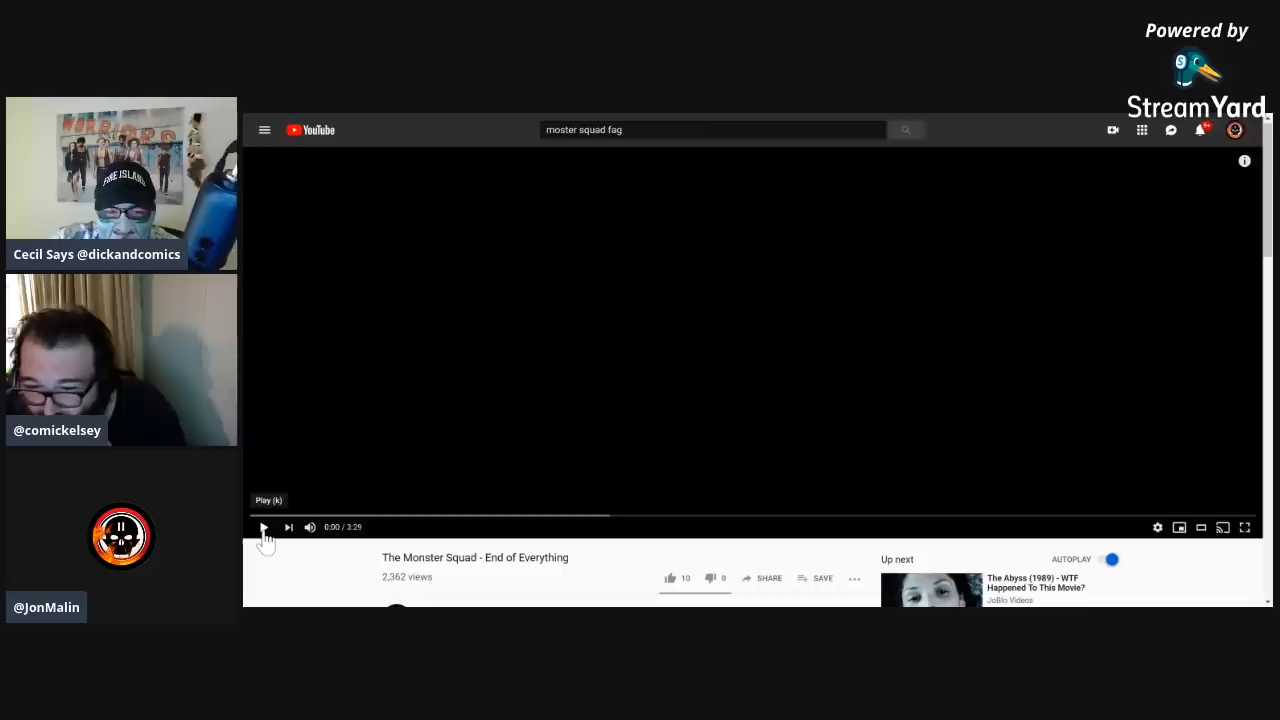 Powered by
StreamYard
WARRIORS
FIRE ISLAND
Cecil Says @dickandcomics
@comickelsey
@JonMalin
YouTube
moster squad fag
9+
Play (k)
0:00 / 3:29
The Monster Squad - End of Everything
2,362 views
10
0
SHARE
SAVE
Up next
AUTOPLAY
The Abyss (1989) - WTF
Happened To This Movie?
JoBlo Videos